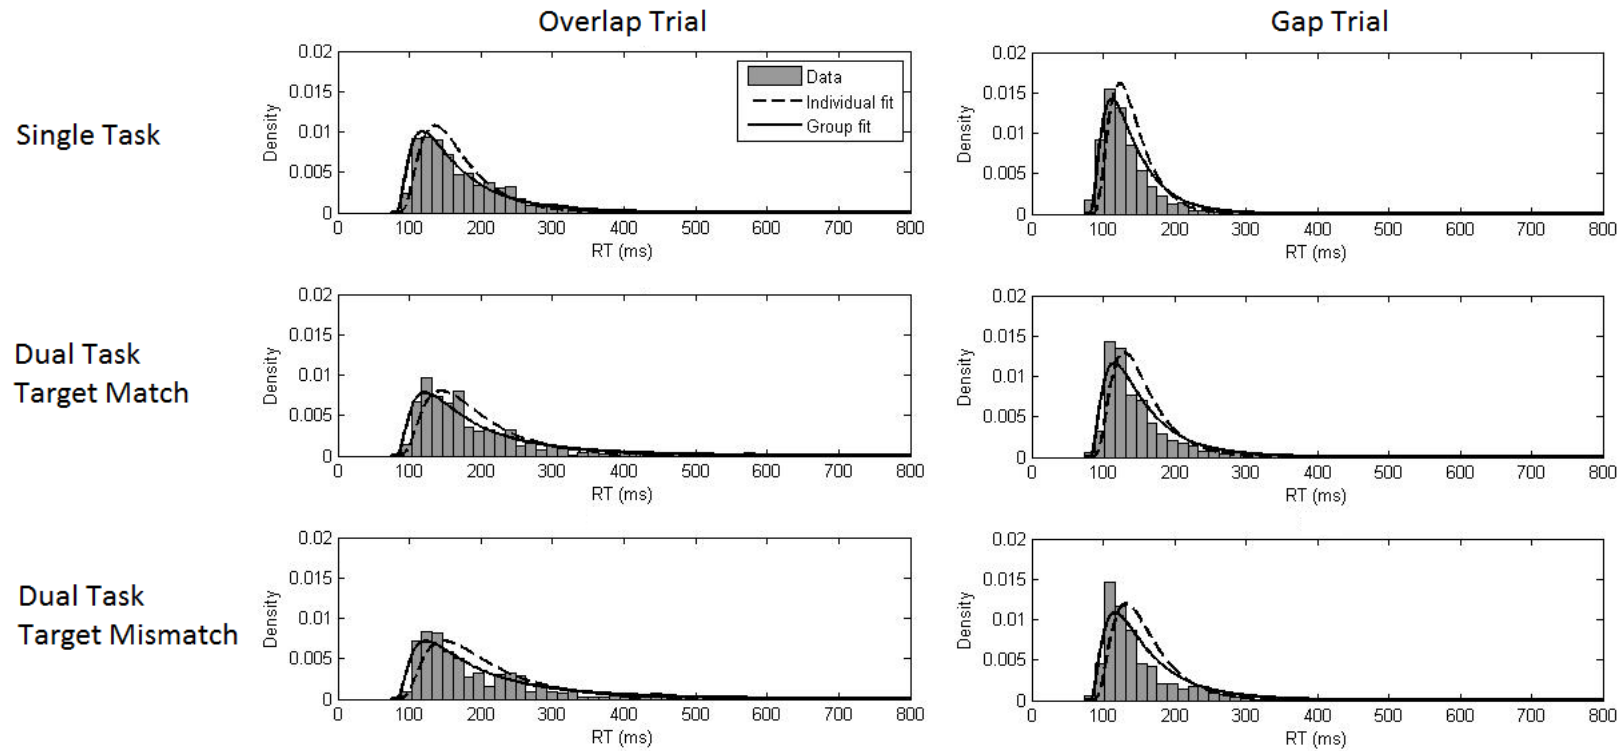 Overlap Trial
Gap Trial
Single Task
Density
0.02
0.015
0.01
0.005
0
0 100 200 300 400 500 600 700 800
RT (ms)
Data
Individual fit
Group fit
Density
0.02
0.015
0.01
0.005
0
0 100 200 300 400 500 600 700 800
RT (ms)
Dual Task
Target Match
Density
0.02
0.015
0.01
0.005
0
0 100 200 300 400 500 600 700 800
RT (ms)
Density
0.02
0.015
0.01
0.005
0
0 100 200 300 400 500 600 700 800
RT (ms)
Dual Task
Target Mismatch
Density
0.02
0.015
0.01
0.005
0
0 100 200 300 400 500 600 700 800
RT (ms)
Density
0.02
0.015
0.01
0.005
0
0 100 200 300 400 500 600 700 800
RT (ms)